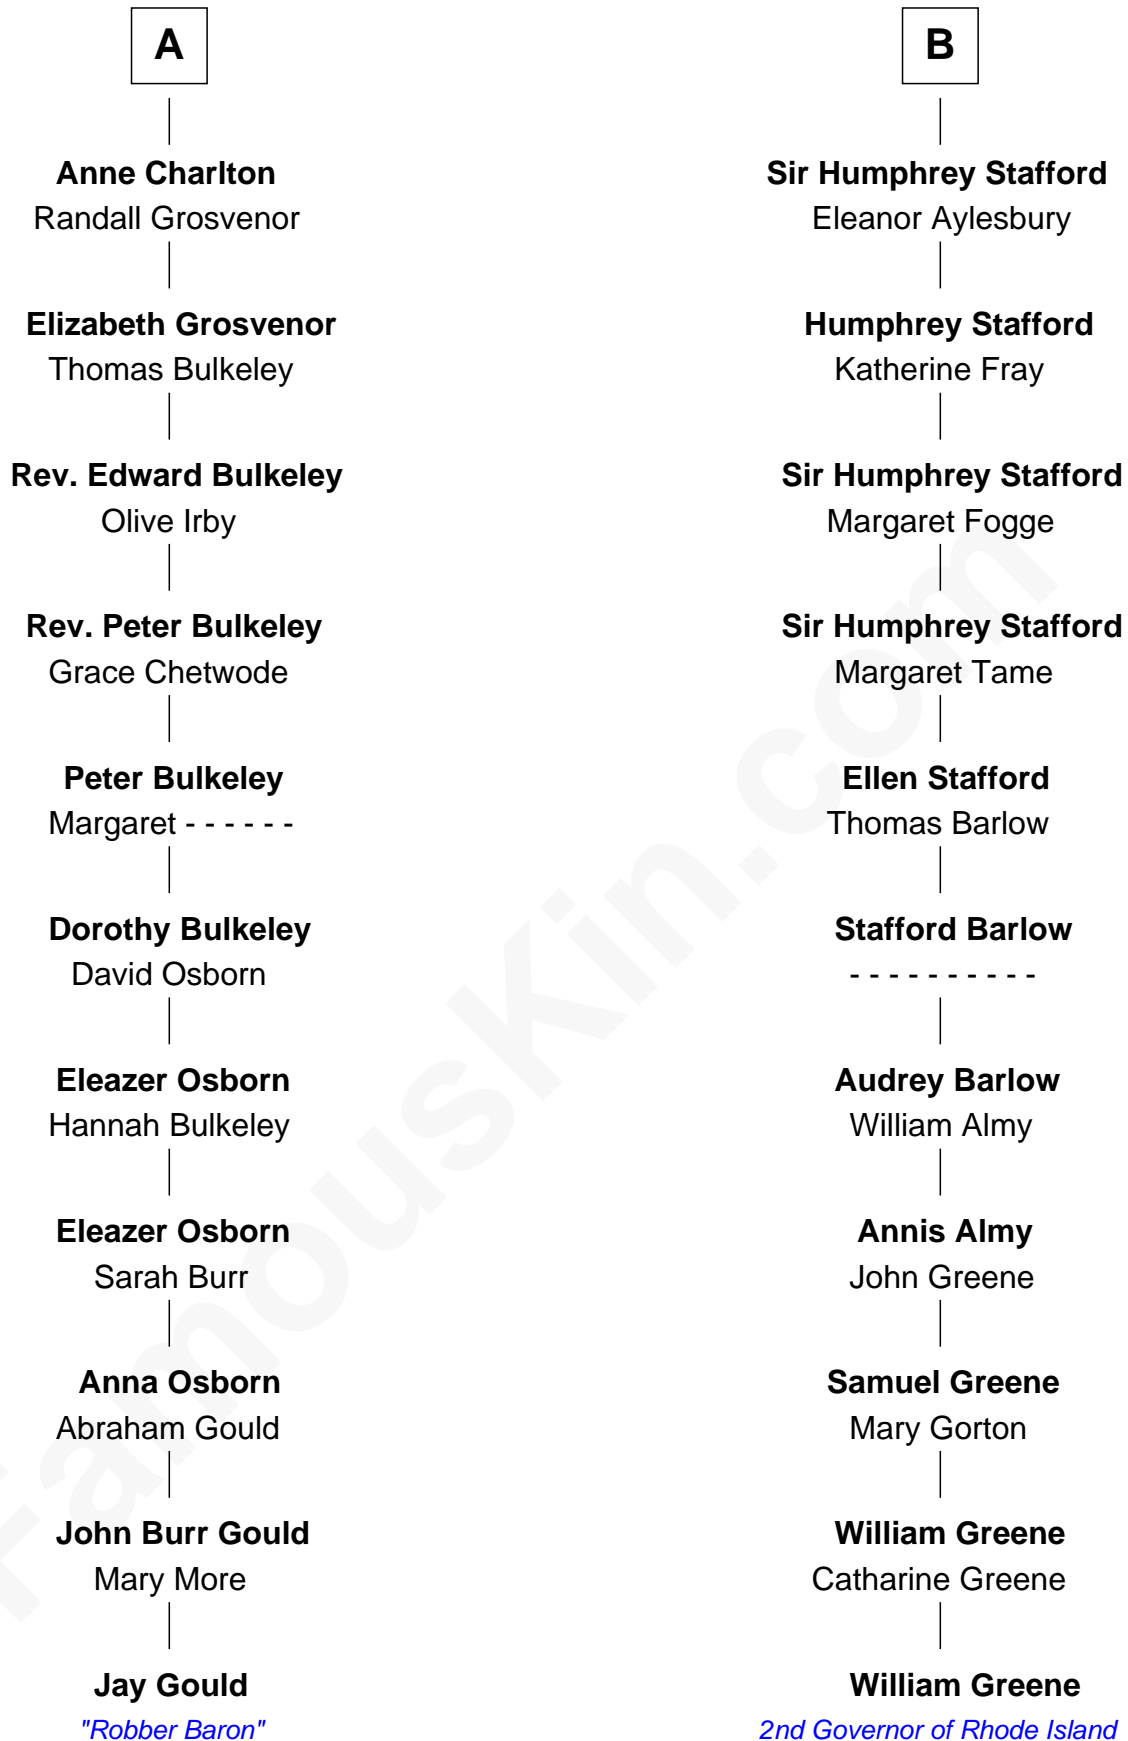 A
Anne Charlton
Randall Grosvenor
Elizabeth Grosvenor
Thomas Bulkeley
Rev. Edward Bulkeley
Olive Irby
Rev. Peter Bulkeley
Grace Chetwode
Peter Bulkeley
Margaret - - - - - -
Dorothy Bulkeley
David Osborn
Eleazer Osborn
Hannah Bulkeley
Eleazer Osborn
Sarah Burr
Anna Osborn
Abraham Gould
John Burr Gould
Mary More
Jay Gould
"Robber Baron"
B
Sir Humphrey Stafford
Eleanor Aylesbury
Humphrey Stafford
Katherine Fray
Sir Humphrey Stafford
Margaret Fogge
Sir Humphrey Stafford
Margaret Tame
Ellen Stafford
Thomas Barlow
Stafford Barlow
- - - - - - - - - -
Audrey Barlow
William Almy
Annis Almy
John Greene
Samuel Greene
Mary Gorton
William Greene
Catharine Greene
William Greene
2nd Governor of Rhode Island
FamousKin.com